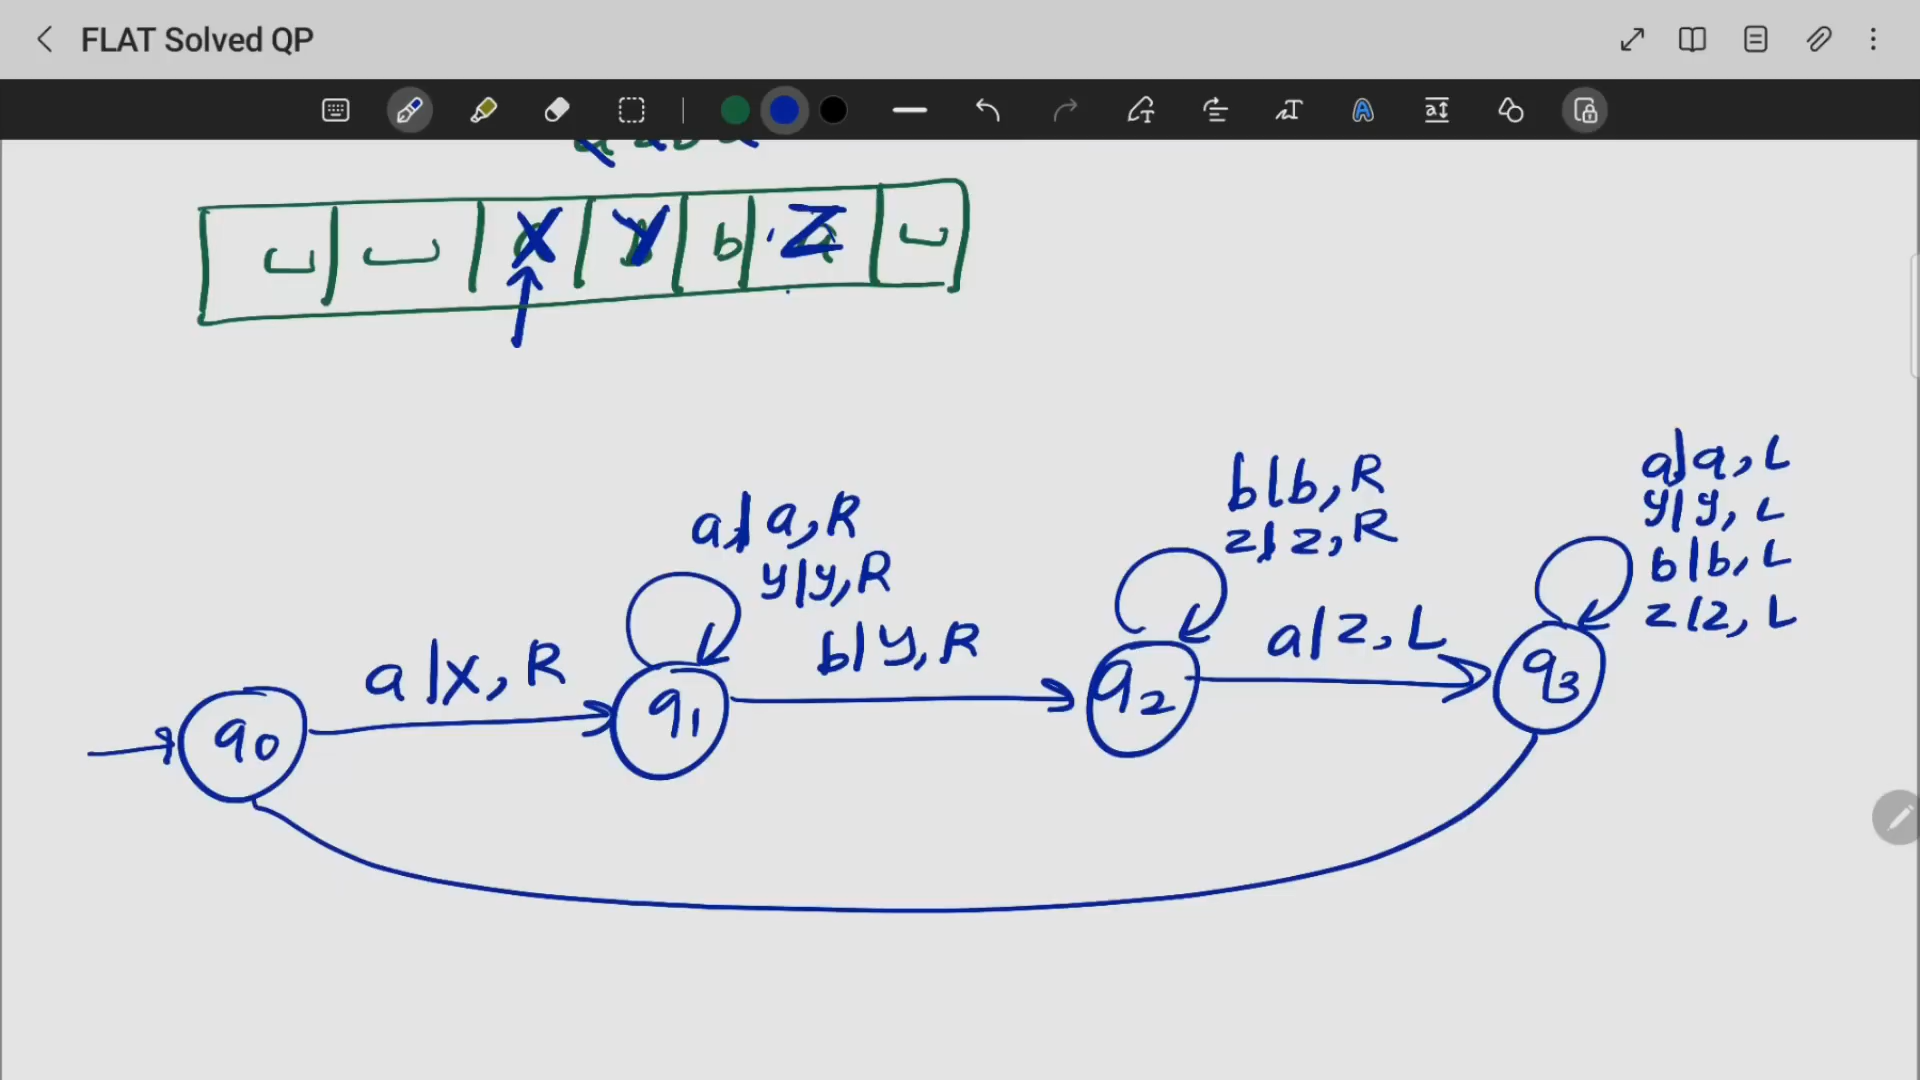 FLAT Solved QP
X Y b Z
a|a, L
y|y, L
b|b, L
z|z, L
b|b, R
z|z, R
a|a, R
y|y, R
a|x, R
b|y, R
a|z, L
q0
q1
q2
q3